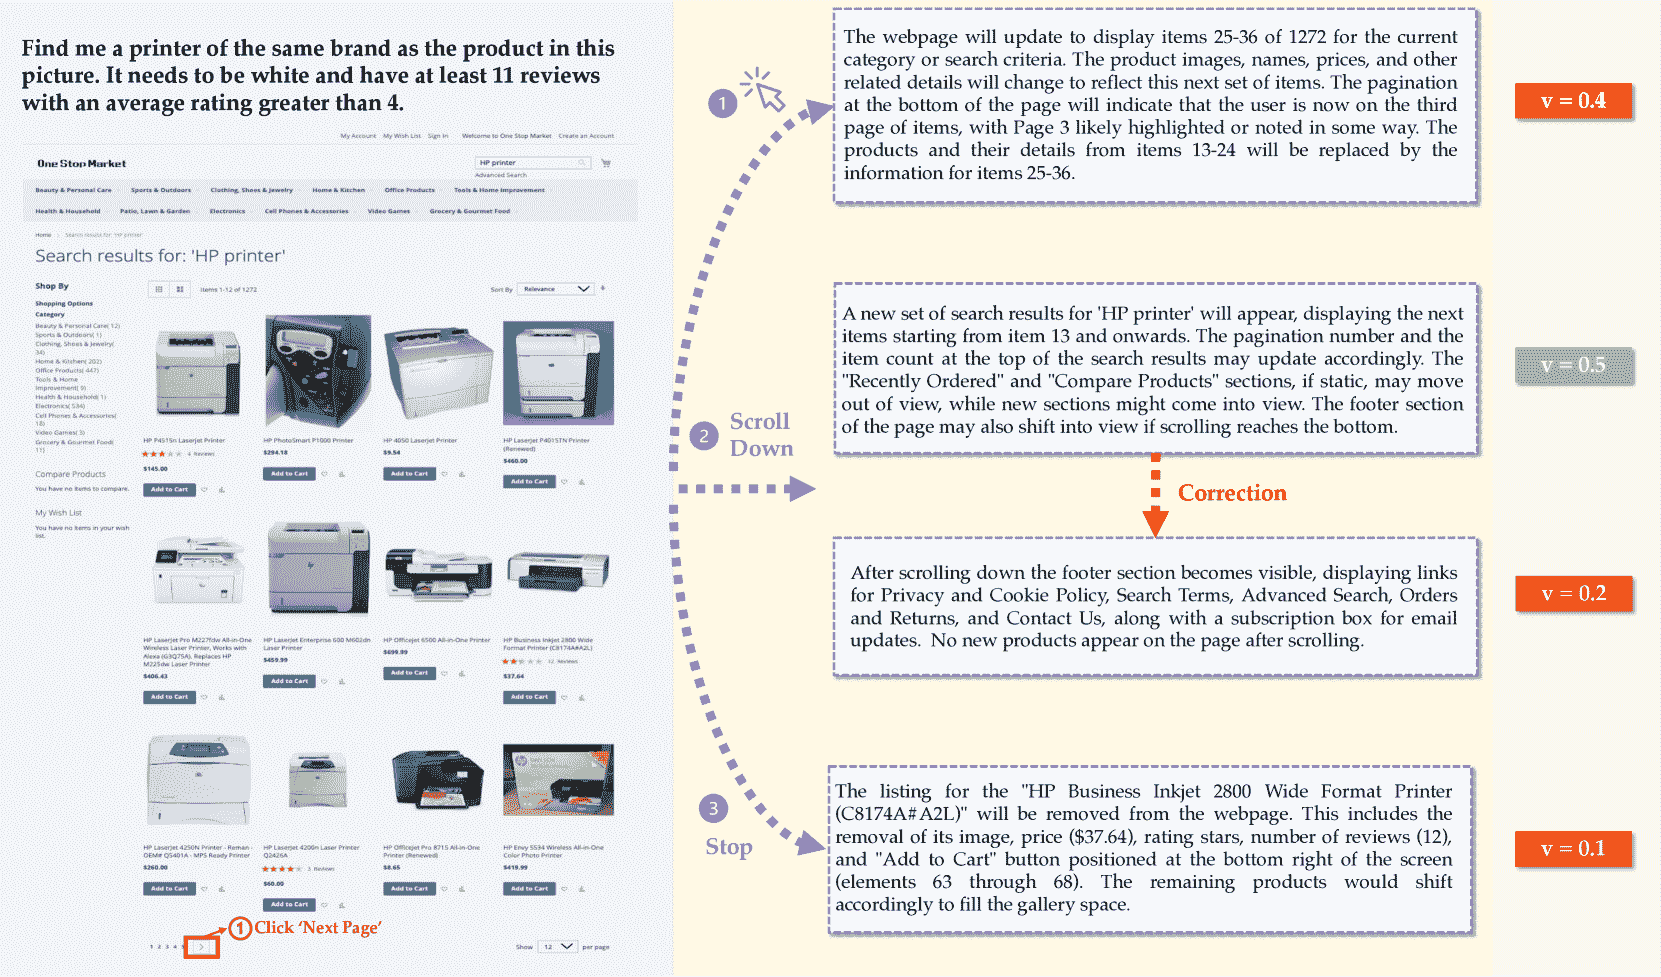 Find me a printer of the same brand as the product in this
picture. It needs to be white and have at least 11 reviews
with an average rating greater than 4.
My Account My Wish List Sign In Welcome to One Stop Market Create an Account
One Stop Market
HP printer
Advanced Search
Beauty & Personal Care Sports & Outdoors Clothing, Shoes & Jewelry Home & Kitchen Office Products Tools & Home Improvement
Health & Household Patio, Lawn & Garden Electronics Cell Phones & Accessories Video Games Grocery & Gourmet Food
Home > Search results for: 'HP printer'
Search results for: 'HP printer'
Shop By
Shopping Options
Category
Beauty & Personal Care( 12)
Sports & Outdoors( 1)
Clothing, Shoes & Jewelry(
34)
Home & Kitchen( 202)
Office Products( 447)
Tools & Home
Improvement( 9)
Health & Household( 1)
Electronics( 534)
Cell Phones & Accessories(
18)
Video Games( 3)
Grocery & Gourmet Food(
11)
Compare Products
You have no items to compare.
My Wish List
You have no items in your wish
list.
Items 1-12 of 1272
Sort By Relevance
HP P4515n Laserjet Printer
4 Reviews
$145.00
Add to Cart
HP PhotoSmart P1000 Printer
$294.18
Add to Cart
HP 4050 Laserjet Printer
$9.54
Add to Cart
HP Laserjet P4015TN Printer
(Renewed)
$460.00
Add to Cart
HP Laserjet Pro M227fdw All-in-One
Wireless Laser Printer, Works with
Alexa (G3Q75A). Replaces HP
M225dw Laser Printer
$406.43
Add to Cart
HP LaserJet Enterprise 600 M602dn
Laser Printer
$459.99
Add to Cart
HP Officejet 6500 All-in-One Printer
$699.99
Add to Cart
HP Business Inkjet 2800 Wide
Format Printer (C8174A#A2L)
12 Reviews
$37.64
Add to Cart
HP LaserJet 4250N Printer - Reman -
OEM# Q5401A - MPS Ready Printer
$260.00
Add to Cart
HP LaserJet 4200n Laser Printer
Q2426A
3 Reviews
$60.00
Add to Cart
HP OfficeJet Pro 8715 All-in-One
Printer (Renewed)
$8.65
Add to Cart
HP Envy 5534 Wireless All-in-One
Color Photo Printer
$419.99
Add to Cart
1 2 3 4 5 >
1 Click ‘Next Page’
Show 12 per page
1
The webpage will update to display items 25-36 of 1272 for the current
category or search criteria. The product images, names, prices, and other
related details will change to reflect this next set of items. The pagination
at the bottom of the page will indicate that the user is now on the third
page of items, with Page 3 likely highlighted or noted in some way. The
products and their details from items 13-24 will be replaced by the
information for items 25-36.
v = 0.4
2 Scroll
Down
A new set of search results for 'HP printer' will appear, displaying the next
items starting from item 13 and onwards. The pagination number and the
item count at the top of the search results may update accordingly. The
"Recently Ordered" and "Compare Products" sections, if static, may move
out of view, while new sections might come into view. The footer section
of the page may also shift into view if scrolling reaches the bottom.
v = 0.5
Correction
After scrolling down the footer section becomes visible, displaying links
for Privacy and Cookie Policy, Search Terms, Advanced Search, Orders
and Returns, and Contact Us, along with a subscription box for email
updates. No new products appear on the page after scrolling.
v = 0.2
3
Stop
The listing for the "HP Business Inkjet 2800 Wide Format Printer
(C8174A#A2L)" will be removed from the webpage. This includes the
removal of its image, price ($37.64), rating stars, number of reviews (12),
and "Add to Cart" button positioned at the bottom right of the screen
(elements 63 through 68). The remaining products would shift
accordingly to fill the gallery space.
v = 0.1